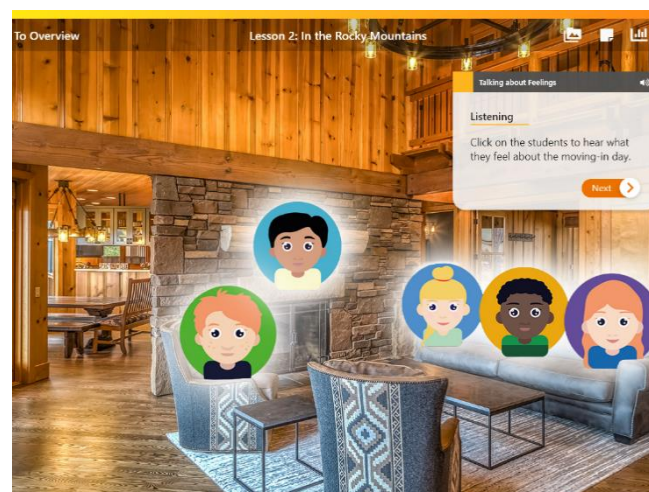 To Overview
Lesson 2: In the Rocky Mountains
Talking about Feelings
Listening
Click on the students to hear what
they feel about the moving-in day.
Next